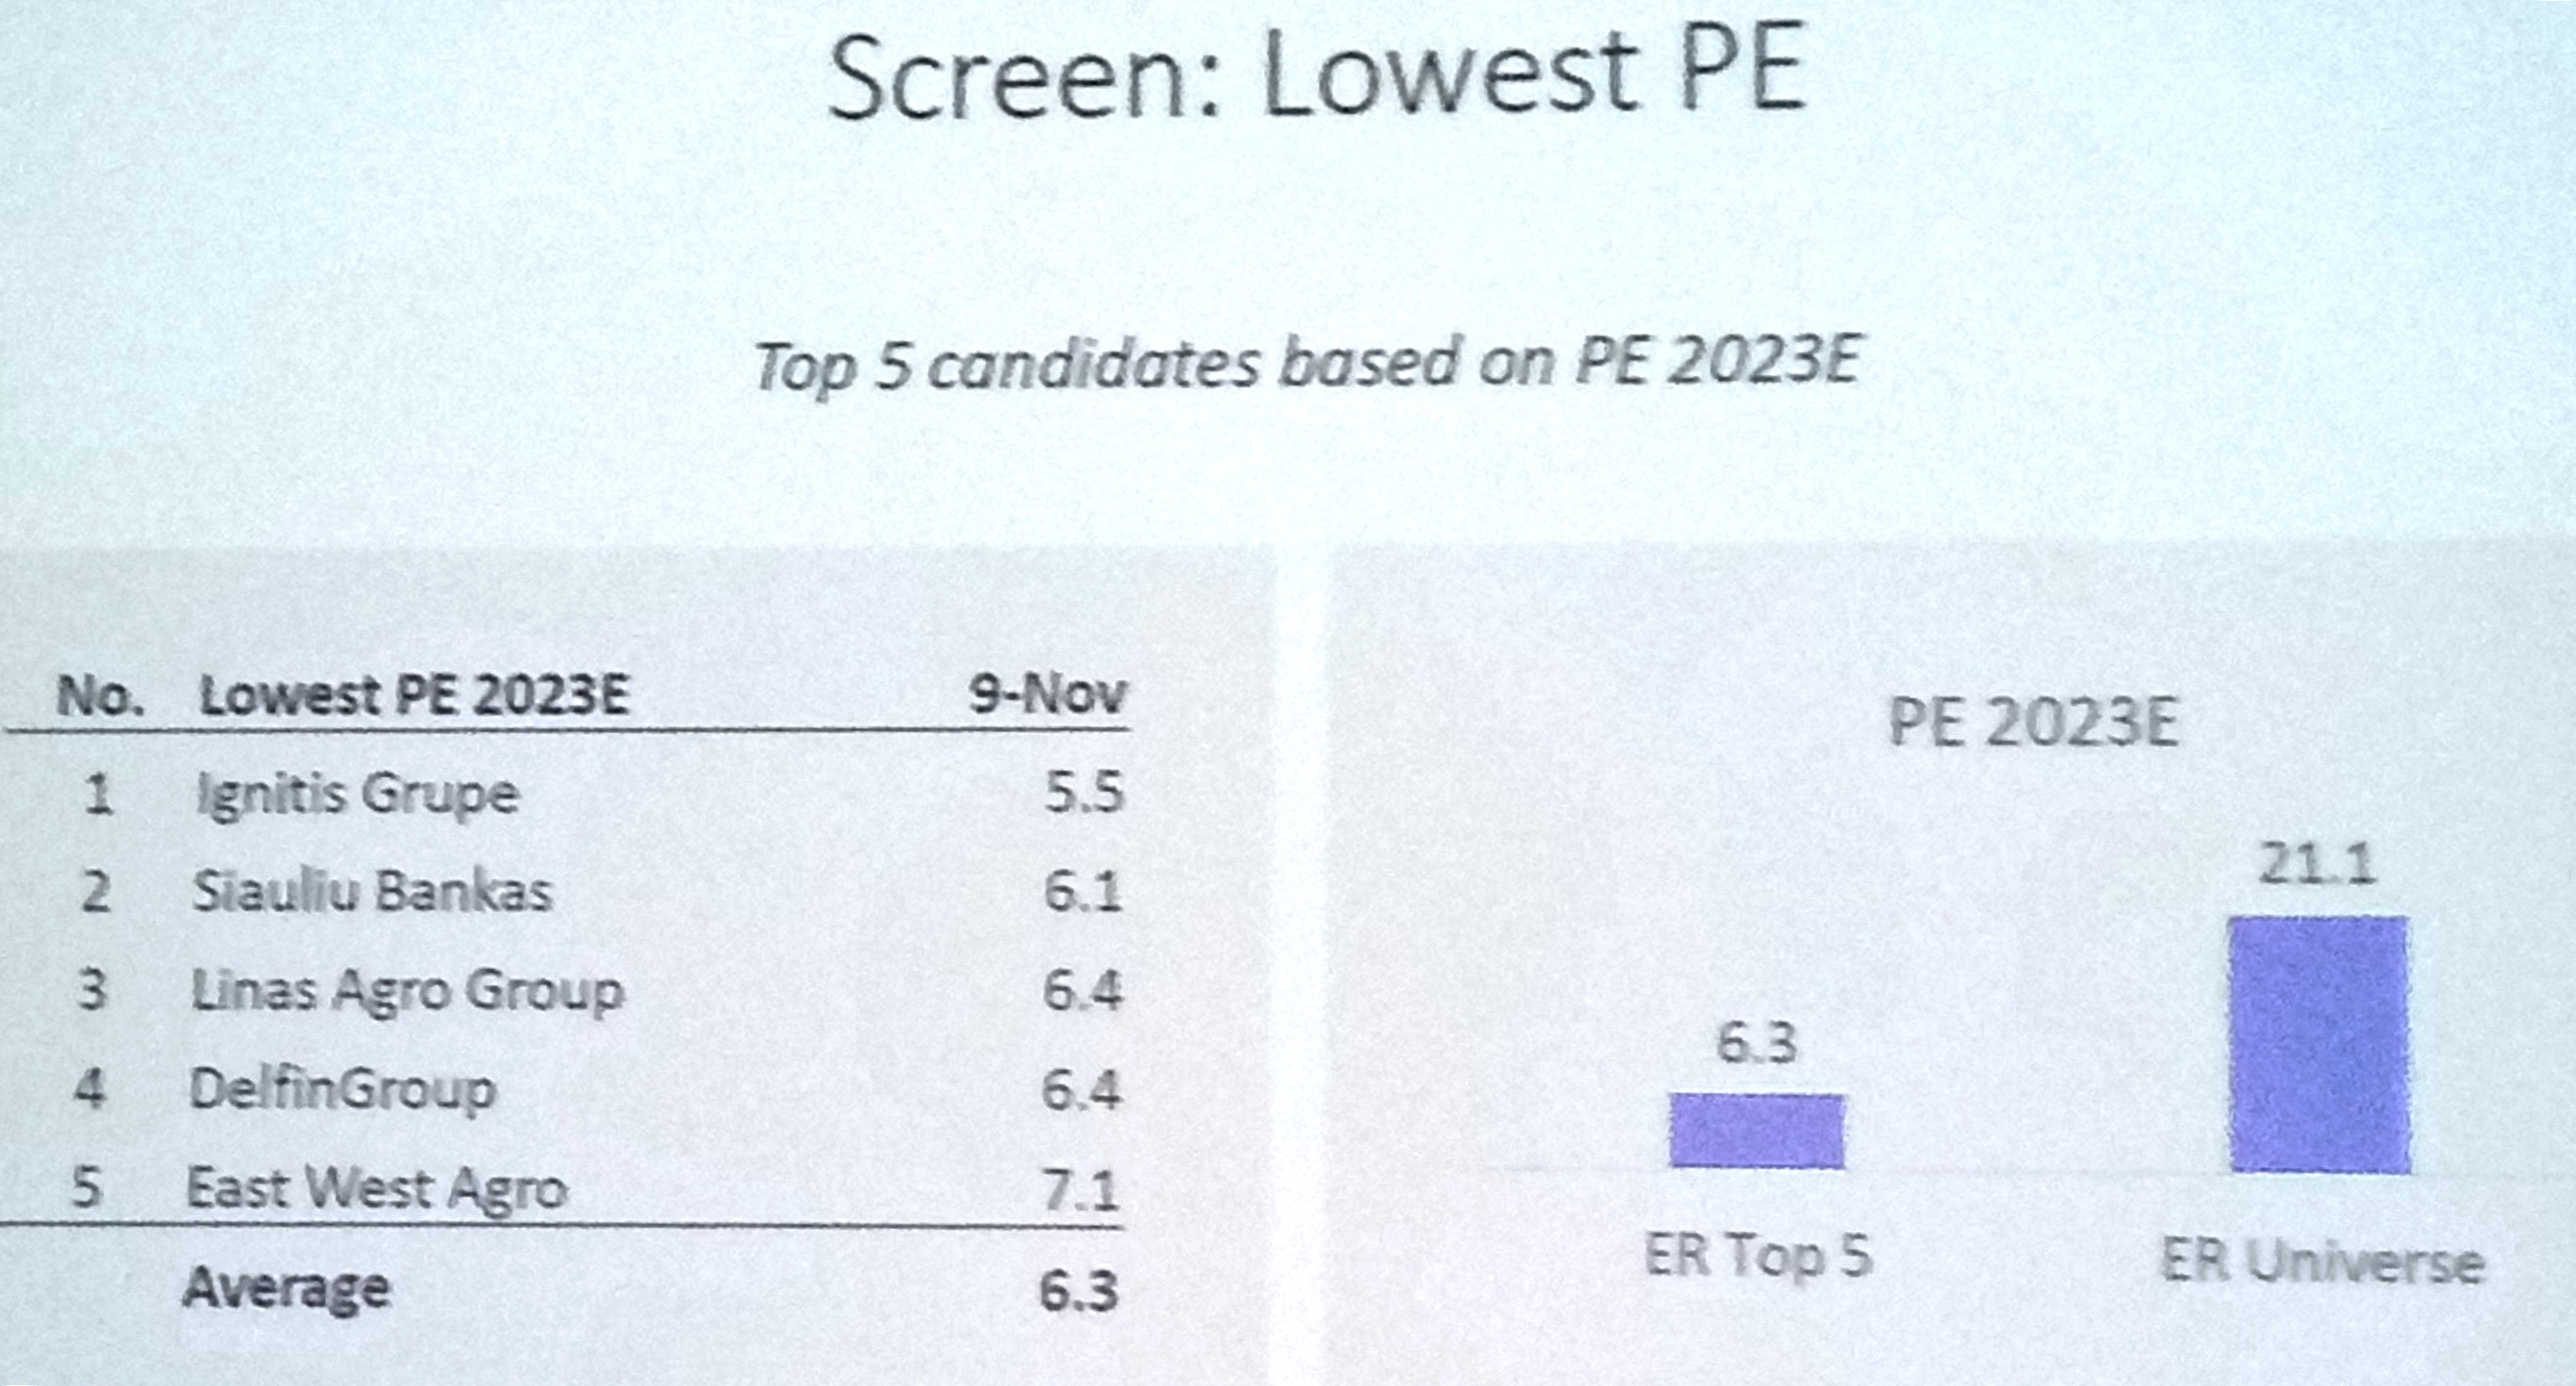 Screen: Lowest PE
Top 5 candidates based on PE 2023E
No. Lowest PE 2023E 9-Nov
1 Ignitis Grupe 5.5
2 Siauliu Bankas 6.1
3 Linas Agro Group 6.4
4 DelfinGroup 6.4
5 East West Agro 7.1
Average 6.3
PE 2023E
21.1
6.3
ER Top 5 ER Universe